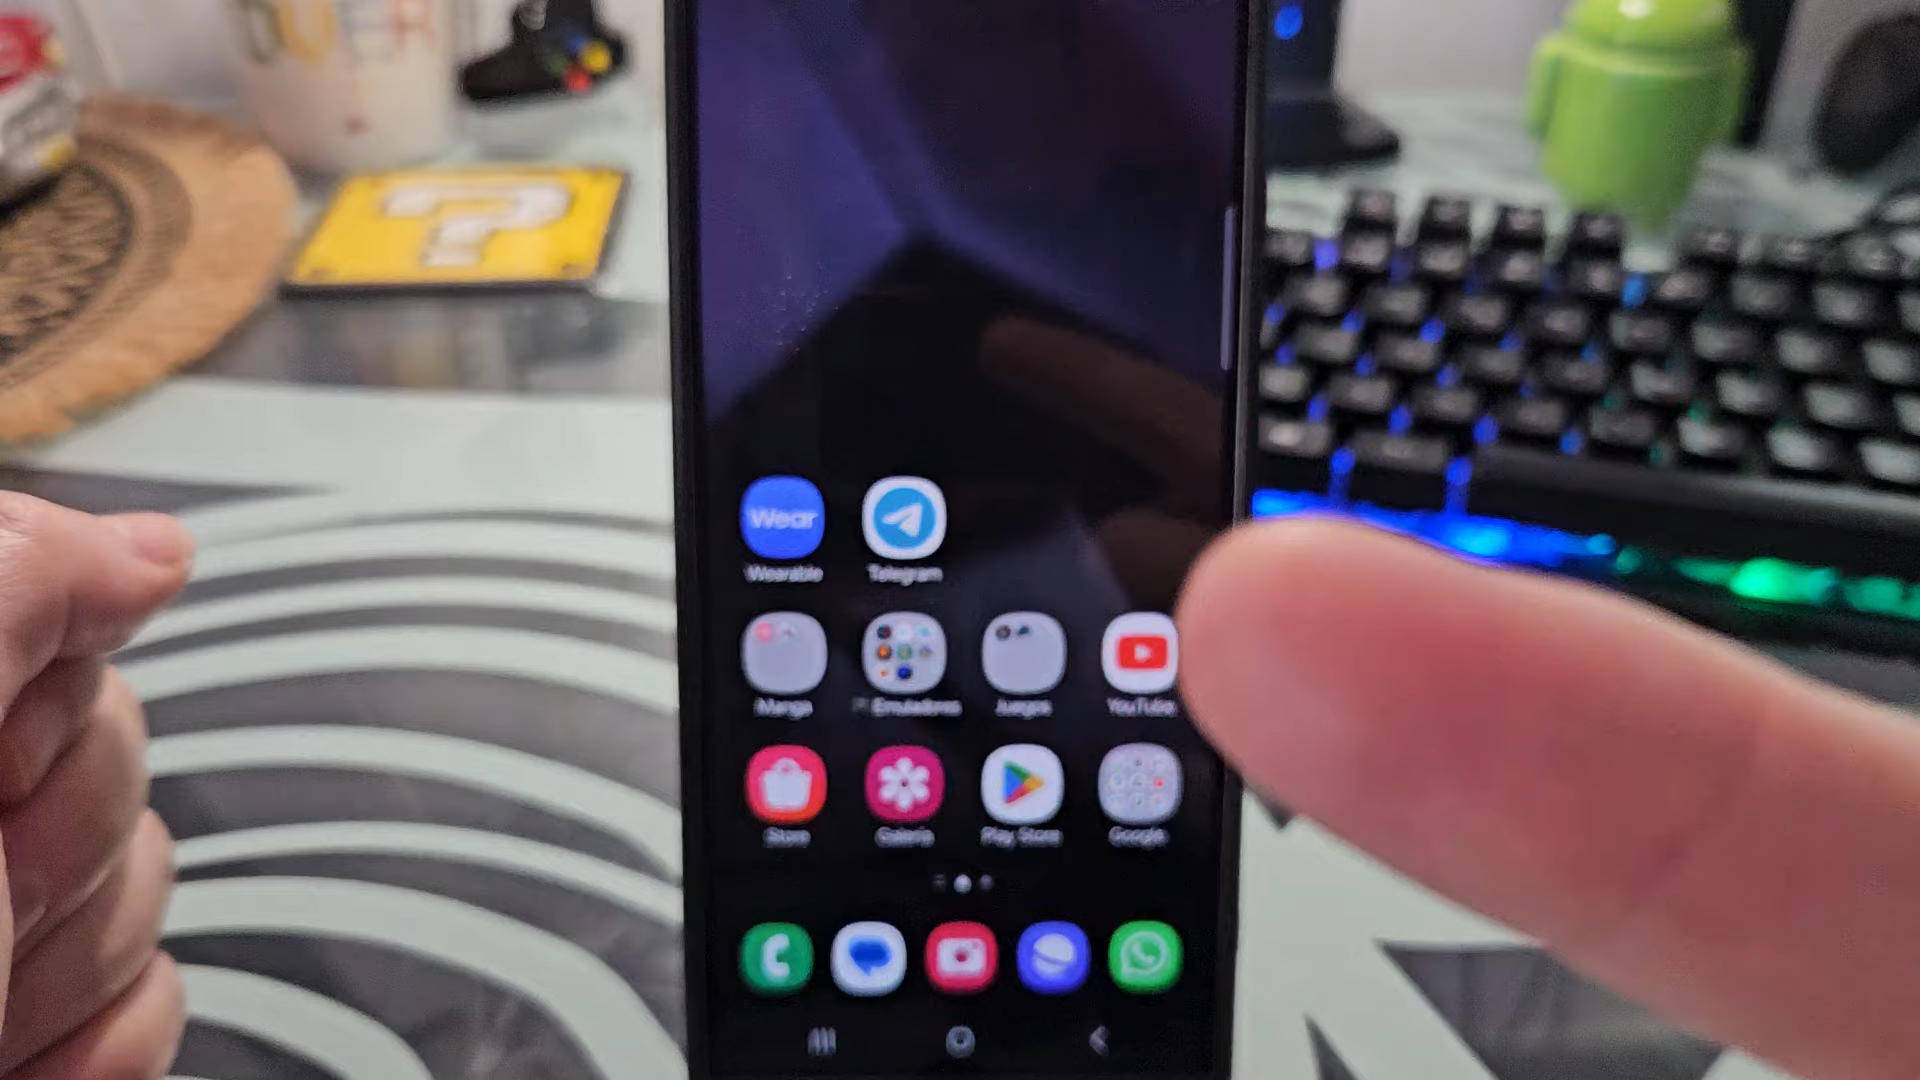 ?
Wear
Wearable
Telegram
Manga
Emuladores
Juegos
YouTube
Store
Galería
Play Store
Google